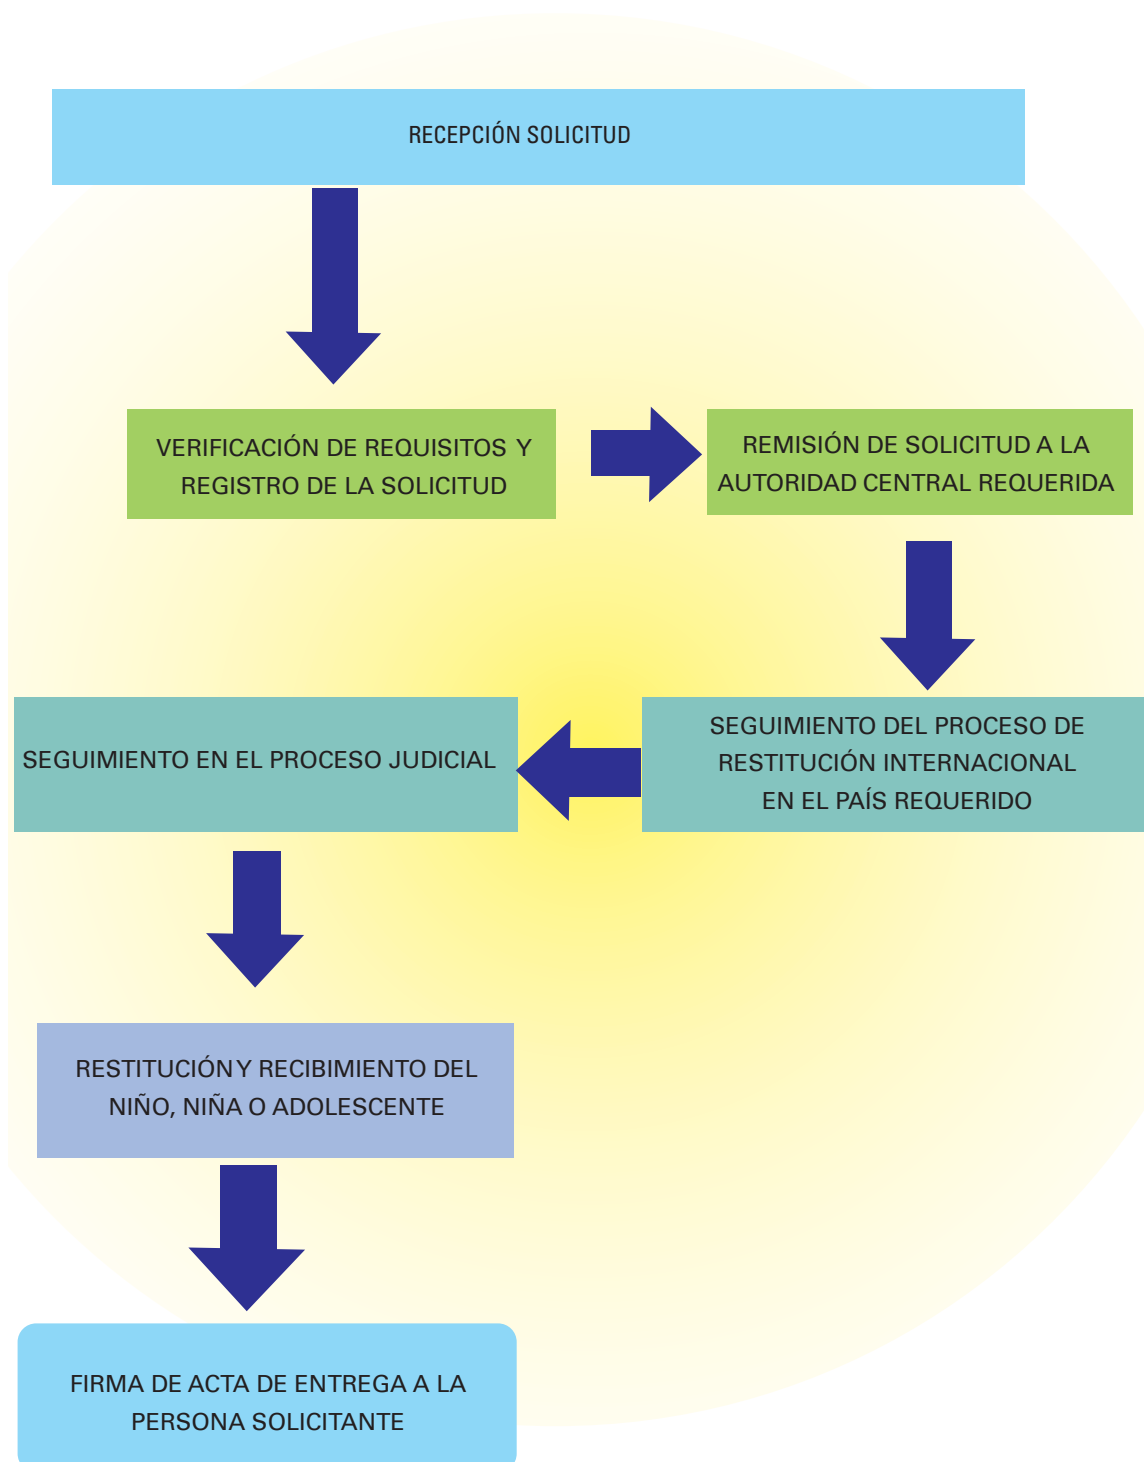 RECEPCIÓN SOLICITUD
VERIFICACIÓN DE REQUISITOS Y
REGISTRO DE LA SOLICITUD
REMISIÓN DE SOLICITUD A LA
AUTORIDAD CENTRAL REQUERIDA
SEGUIMIENTO DEL PROCESO DE
RESTITUCIÓN INTERNACIONAL
EN EL PAÍS REQUERIDO
SEGUIMIENTO EN EL PROCESO JUDICIAL
RESTITUCIÓN Y RECIBIMIENTO DEL
NIÑO, NIÑA O ADOLESCENTE
FIRMA DE ACTA DE ENTREGA A LA
PERSONA SOLICITANTE